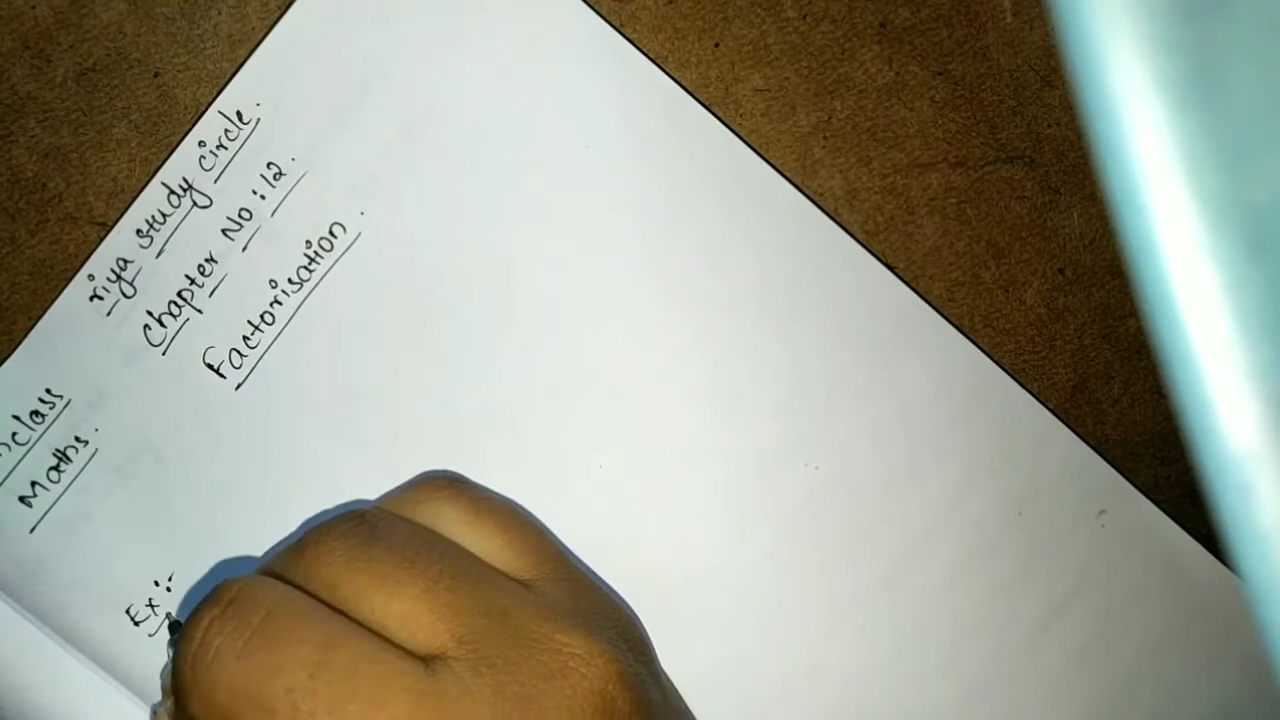 riya study circle.
Chapter No : 12.
Factorisation.
class
Maths.
Ex :-